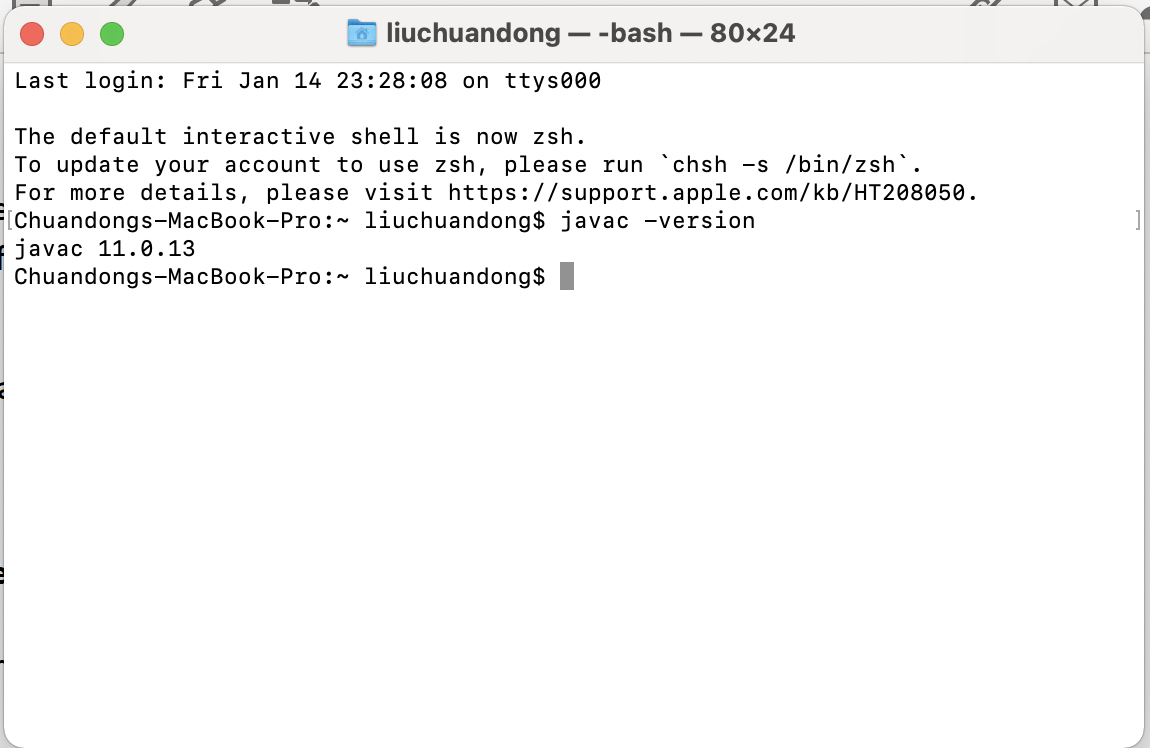 liuchuandong — -bash — 80×24
Last login: Fri Jan 14 23:28:08 on ttys000
The default interactive shell is now zsh.
To update your account to use zsh, please run `chsh -s /bin/zsh`.
For more details, please visit https://support.apple.com/kb/HT208050.
[Chuandongs-MacBook-Pro:~ liuchuandong$ javac -version ]
javac 11.0.13
Chuandongs-MacBook-Pro:~ liuchuandong$